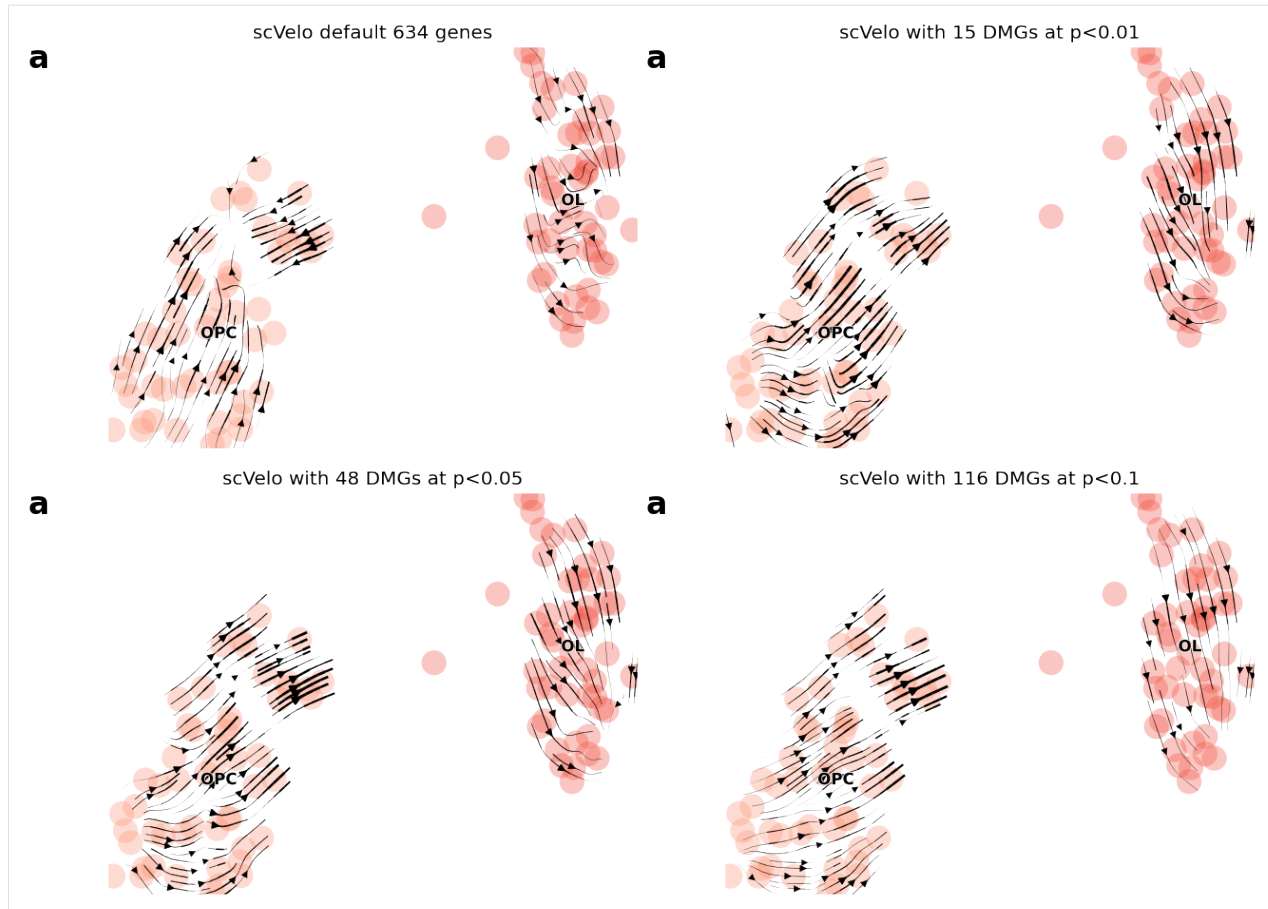 scVelo default 634 genes
a
OL
OPC
scVelo with 15 DMGs at p<0.01
a
OL
OPC
scVelo with 48 DMGs at p<0.05
a
OL
OPC
scVelo with 116 DMGs at p<0.1
a
OL
OPC